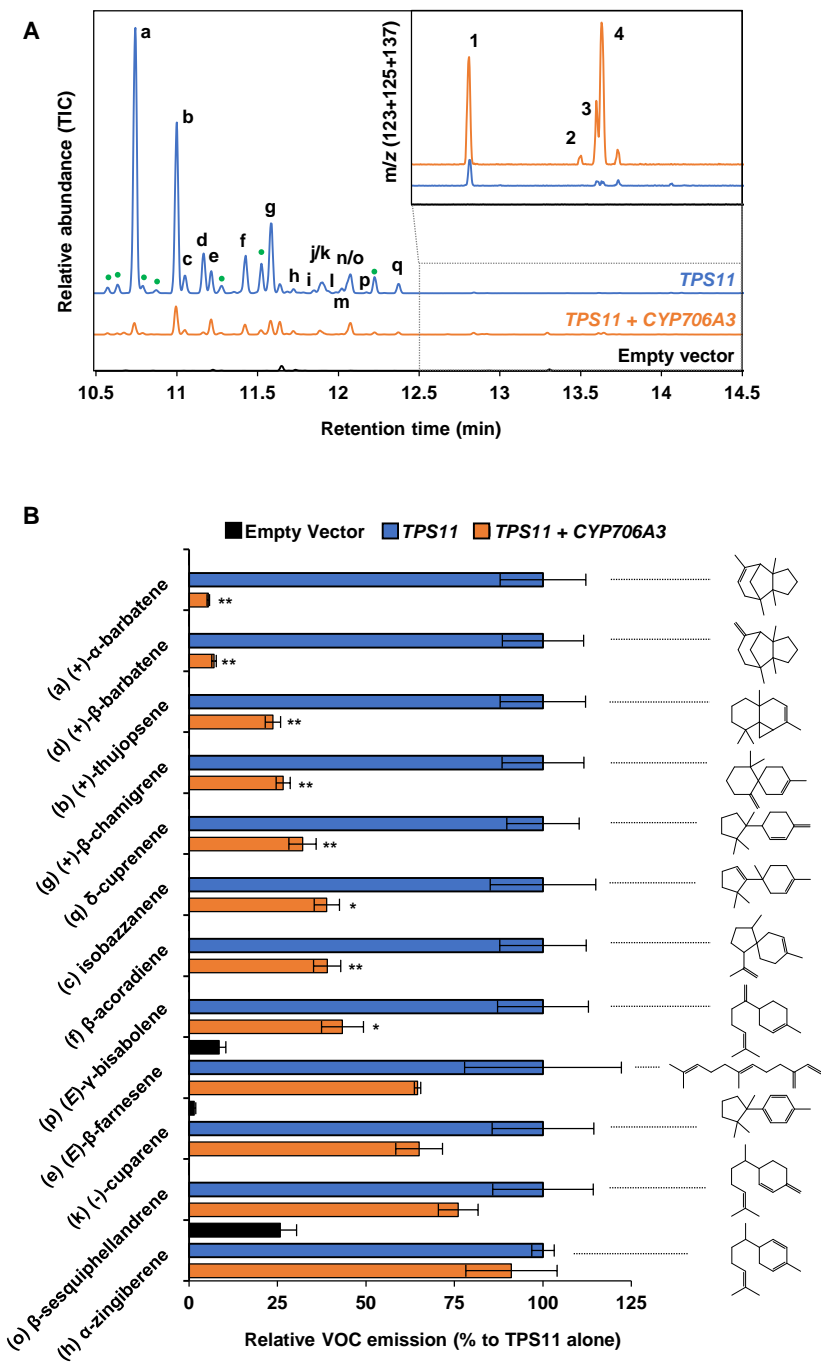 A
Relative abundance (TIC)
a
b
c
d
e
f
g
h
i
j/k
l
m
n/o
p
q
m/z (123+125+137)
1
2
3
4
TPS11
TPS11 + CYP706A3
Empty vector
10.5 11 11.5 12 12.5 13 13.5 14 14.5
Retention time (min)
B
Empty Vector TPS11 TPS11 + CYP706A3
(a) (+)-α-barbatene
**
(d) (+)-β-barbatene
**
(b) (+)-thujopsene
**
(g) (+)-β-chamigrene
**
(q) δ-cuprenene
**
(c) isobazzanene
*
(f) β-acoradiene
**
(p) (E)-γ-bisabolene
*
(e) (E)-β-farnesene
(k) (-)-cuparene
(o) β-sesquiphellandrene
(h) α-zingiberene
0 25 50 75 100 125
Relative VOC emission (% to TPS11 alone)